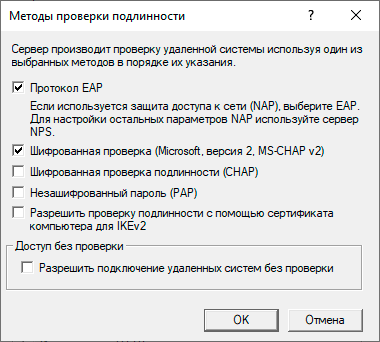 Методы проверки подлинности
Сервер производит проверку удаленной системы используя один из
выбранных методов в порядке их указания.
Протокол EAP
Если используется защита доступа к сети (NAP), выберите EAP.
Для настройки остальных параметров NAP используйте сервер
NPS.
Шифрованная проверка (Microsoft, версия 2, MS-CHAP v2)
Шифрованная проверка подлинности (CHAP)
Незашифрованный пароль (PAP)
Разрешить проверку подлинности с помощью сертификата
компьютера для IKEv2
Доступ без проверки
Разрешить подключение удаленных систем без проверки
OK
Отмена